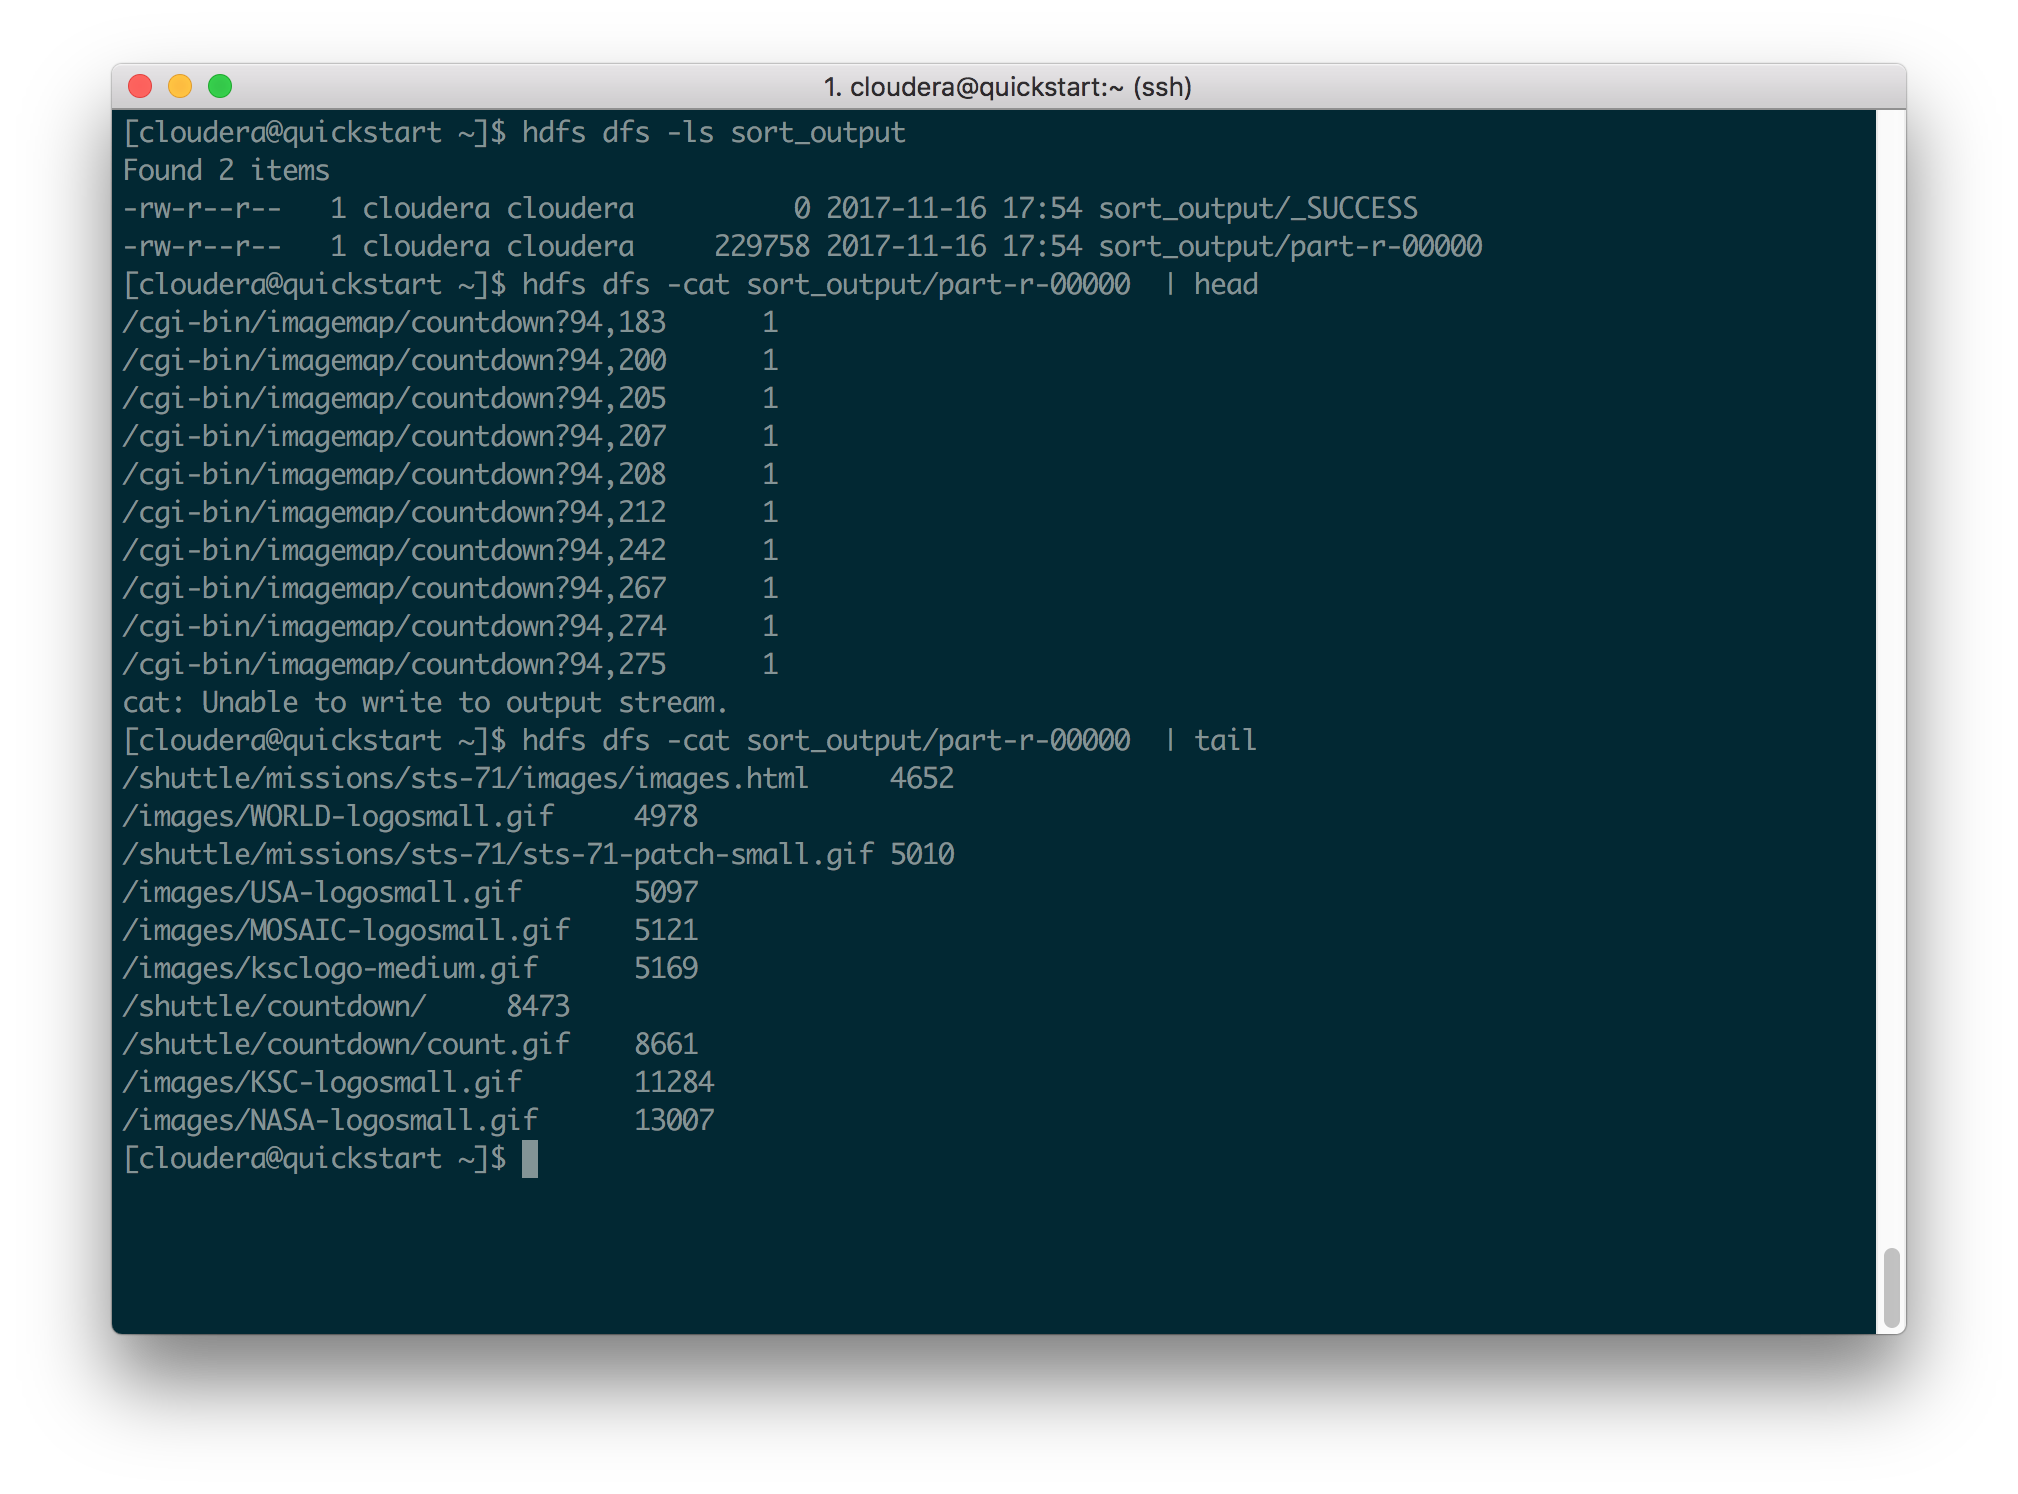 1. cloudera@quickstart:~ (ssh)
[cloudera@quickstart ~]$ hdfs dfs -ls sort_output
Found 2 items
-rw-r--r--   1 cloudera cloudera          0 2017-11-16 17:54 sort_output/_SUCCESS
-rw-r--r--   1 cloudera cloudera     229758 2017-11-16 17:54 sort_output/part-r-00000
[cloudera@quickstart ~]$ hdfs dfs -cat sort_output/part-r-00000  | head
/cgi-bin/imagemap/countdown?94,183      1
/cgi-bin/imagemap/countdown?94,200      1
/cgi-bin/imagemap/countdown?94,205      1
/cgi-bin/imagemap/countdown?94,207      1
/cgi-bin/imagemap/countdown?94,208      1
/cgi-bin/imagemap/countdown?94,212      1
/cgi-bin/imagemap/countdown?94,242      1
/cgi-bin/imagemap/countdown?94,267      1
/cgi-bin/imagemap/countdown?94,274      1
/cgi-bin/imagemap/countdown?94,275      1
cat: Unable to write to output stream.
[cloudera@quickstart ~]$ hdfs dfs -cat sort_output/part-r-00000  | tail
/shuttle/missions/sts-71/images/images.html     4652
/images/WORLD-logosmall.gif     4978
/shuttle/missions/sts-71/sts-71-patch-small.gif 5010
/images/USA-logosmall.gif       5097
/images/MOSAIC-logosmall.gif    5121
/images/ksclogo-medium.gif      5169
/shuttle/countdown/     8473
/shuttle/countdown/count.gif    8661
/images/KSC-logosmall.gif       11284
/images/NASA-logosmall.gif      13007
[cloudera@quickstart ~]$